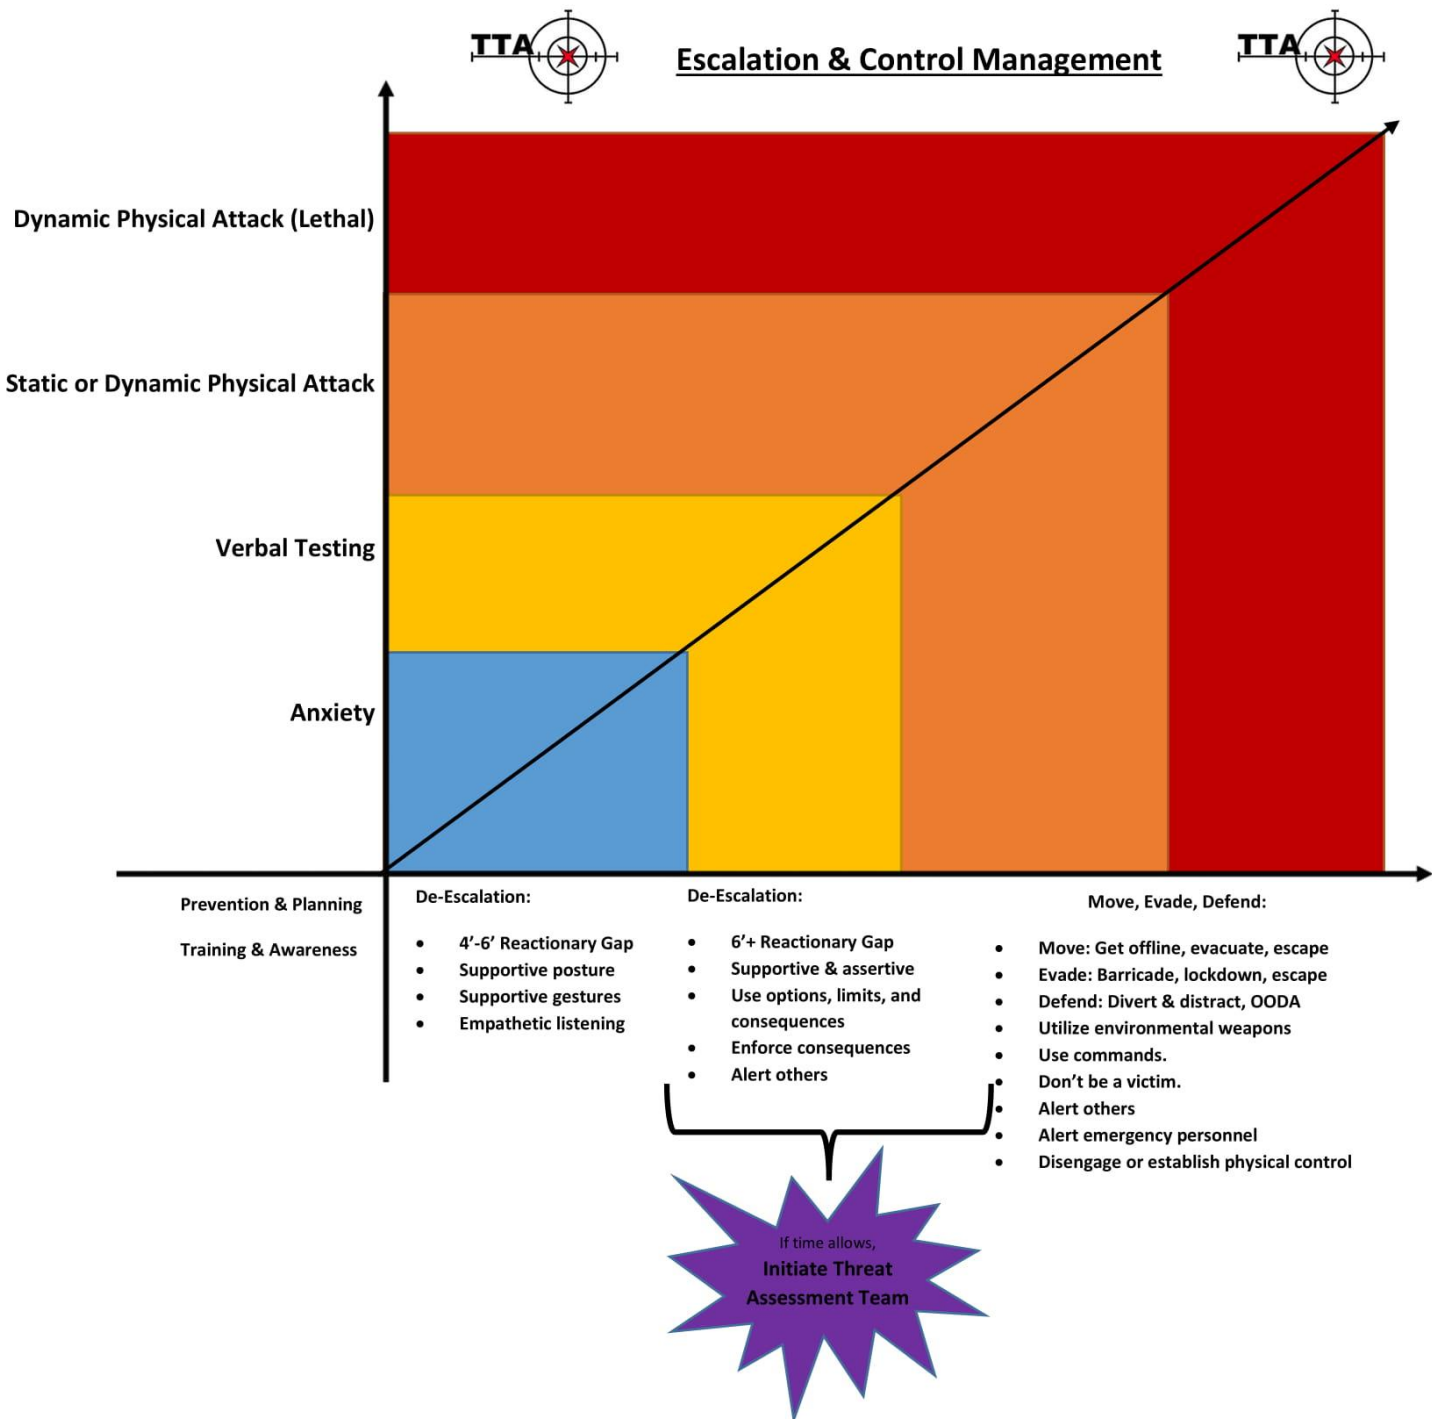 TTA
Escalation & Control Management
TTA
Dynamic Physical Attack (Lethal)
Static or Dynamic Physical Attack
Verbal Testing
Anxiety
Prevention & Planning
Training & Awareness
De-Escalation:
• 4’-6’ Reactionary Gap
• Supportive posture
• Supportive gestures
• Empathetic listening
De-Escalation:
• 6’+ Reactionary Gap
• Supportive & assertive
• Use options, limits, and
consequences
• Enforce consequences
• Alert others
Move, Evade, Defend:
• Move: Get offline, evacuate, escape
• Evade: Barricade, lockdown, escape
• Defend: Divert & distract, OODA
• Utilize environmental weapons
• Use commands.
• Don’t be a victim.
• Alert others
• Alert emergency personnel
• Disengage or establish physical control
If time allows,
Initiate Threat
Assessment Team